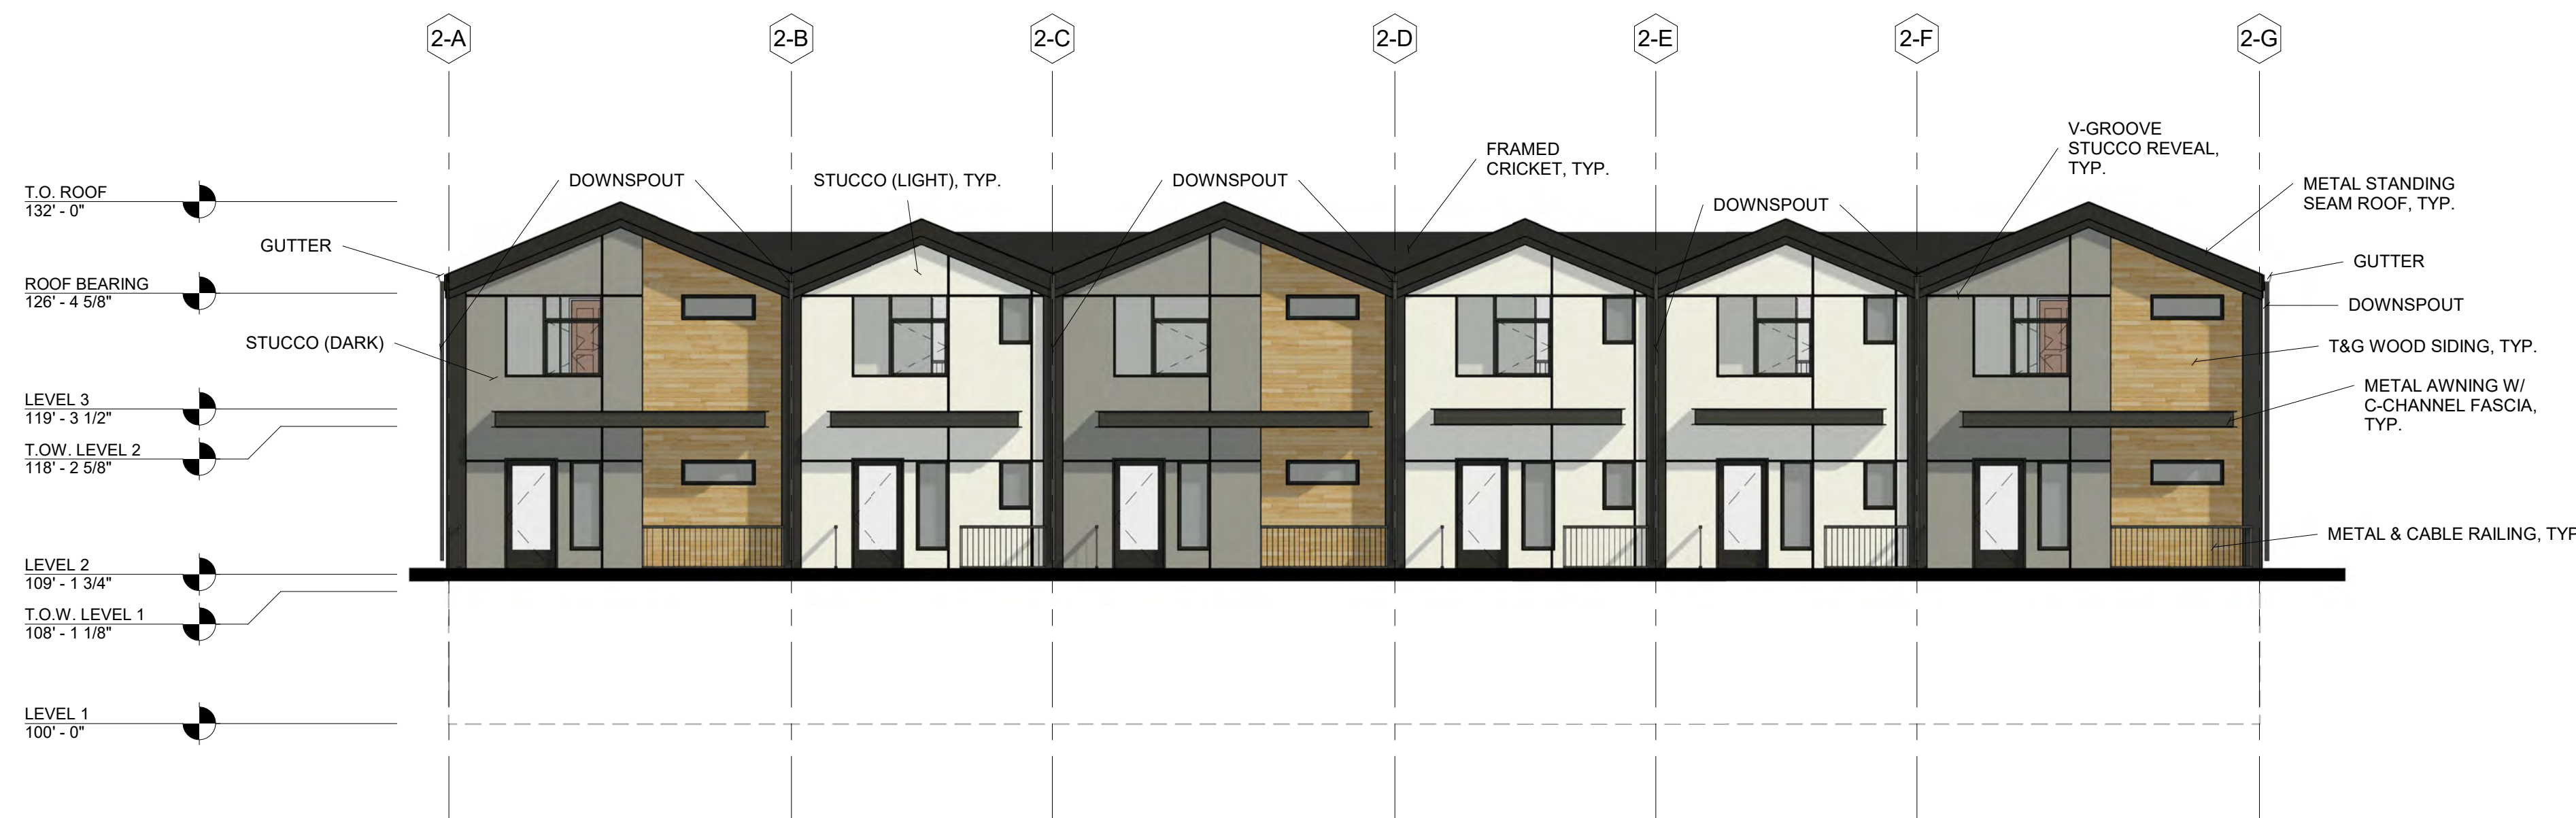 2-A
2-B
2-C
2-D
2-E
2-F
2-G
T.O. ROOF
132' - 0"
ROOF BEARING
126' - 4 5/8"
LEVEL 3
119' - 3 1/2"
T.OW. LEVEL 2
118' - 2 5/8"
LEVEL 2
109' - 1 3/4"
T.O.W. LEVEL 1
108' - 1 1/8"
LEVEL 1
100' - 0"
GUTTER
STUCCO (DARK)
DOWNSPOUT
STUCCO (LIGHT), TYP.
DOWNSPOUT
FRAMED
CRICKET, TYP.
DOWNSPOUT
V-GROOVE
STUCCO REVEAL,
TYP.
METAL STANDING
SEAM ROOF, TYP.
GUTTER
DOWNSPOUT
T&G WOOD SIDING, TYP.
METAL AWNING W/
C-CHANNEL FASCIA,
TYP.
METAL & CABLE RAILING, TYP